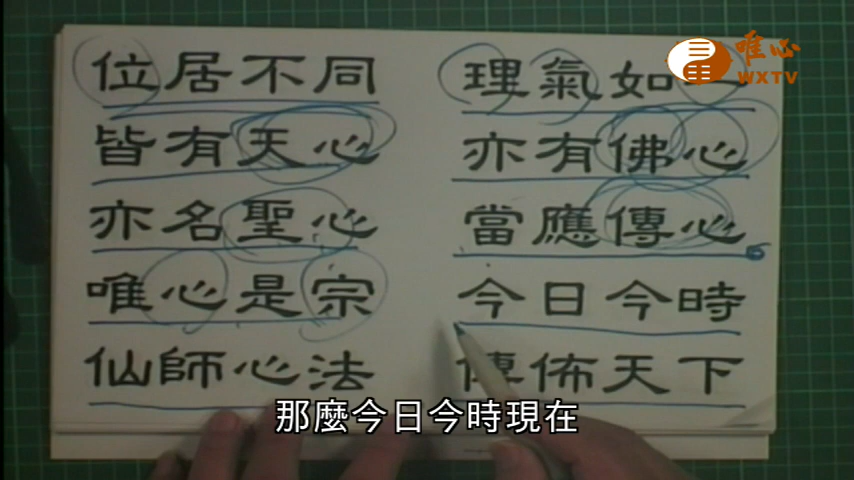 位居不同 理氣如一
皆有天心 亦有佛心
亦名聖心 當應傳心
唯心是宗 今日今時
仙師心法 傳佈天下
唯心
WXTV
那麼今日今時現在